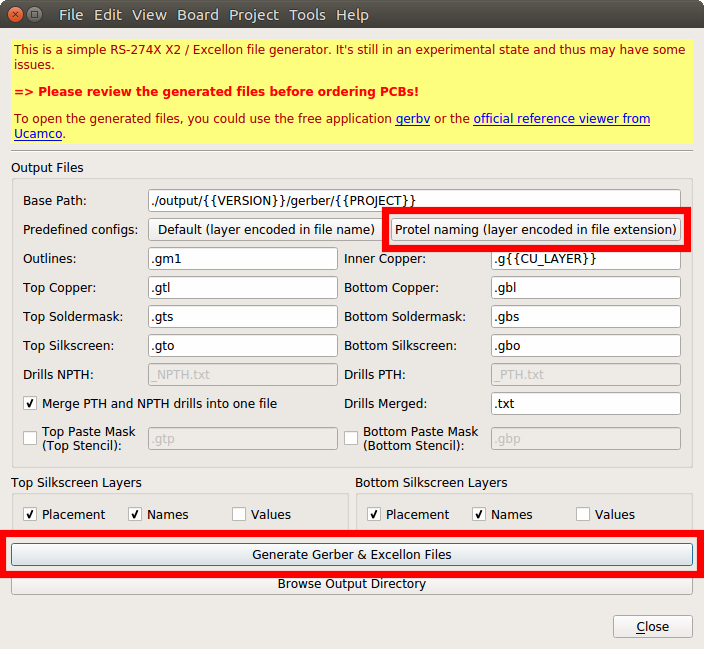 File Edit View Board Project Tools Help
This is a simple RS-274X X2 / Excellon file generator. It's still in an experimental state and thus may have some
issues.
=> Please review the generated files before ordering PCBs!
To open the generated files, you could use the free application gerbv or the official reference viewer from
Ucamco.
Output Files
Base Path: ./output/{{VERSION}}/gerber/{{PROJECT}}
Predefined configs: Default (layer encoded in file name) Protel naming (layer encoded in file extension)
Outlines: .gm1 Inner Copper: .g{{CU_LAYER}}
Top Copper: .gtl Bottom Copper: .gbl
Top Soldermask: .gts Bottom Soldermask: .gbs
Top Silkscreen: .gto Bottom Silkscreen: .gbo
Drills NPTH: _NPTH.txt Drills PTH: _PTH.txt
Merge PTH and NPTH drills into one file Drills Merged: .txt
Top Paste Mask
(Top Stencil): .gtp Bottom Paste Mask
(Bottom Stencil): .gbp
Top Silkscreen Layers Bottom Silkscreen Layers
Placement Names Values Placement Names Values
Generate Gerber & Excellon Files
Browse Output Directory
Close